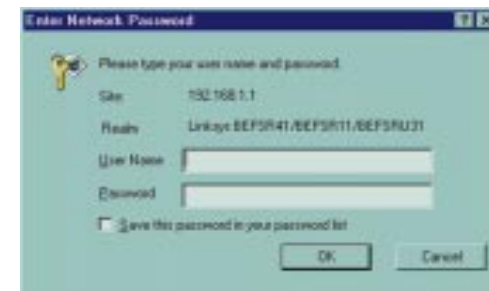 Enter Network Password
Please type your user name and password.
Site: 192.168.1.1
Realm Linksys BEFSR41/BEFSR11/BEFSRU31
User Name
Password
Save this password in your password list
OK Cancel